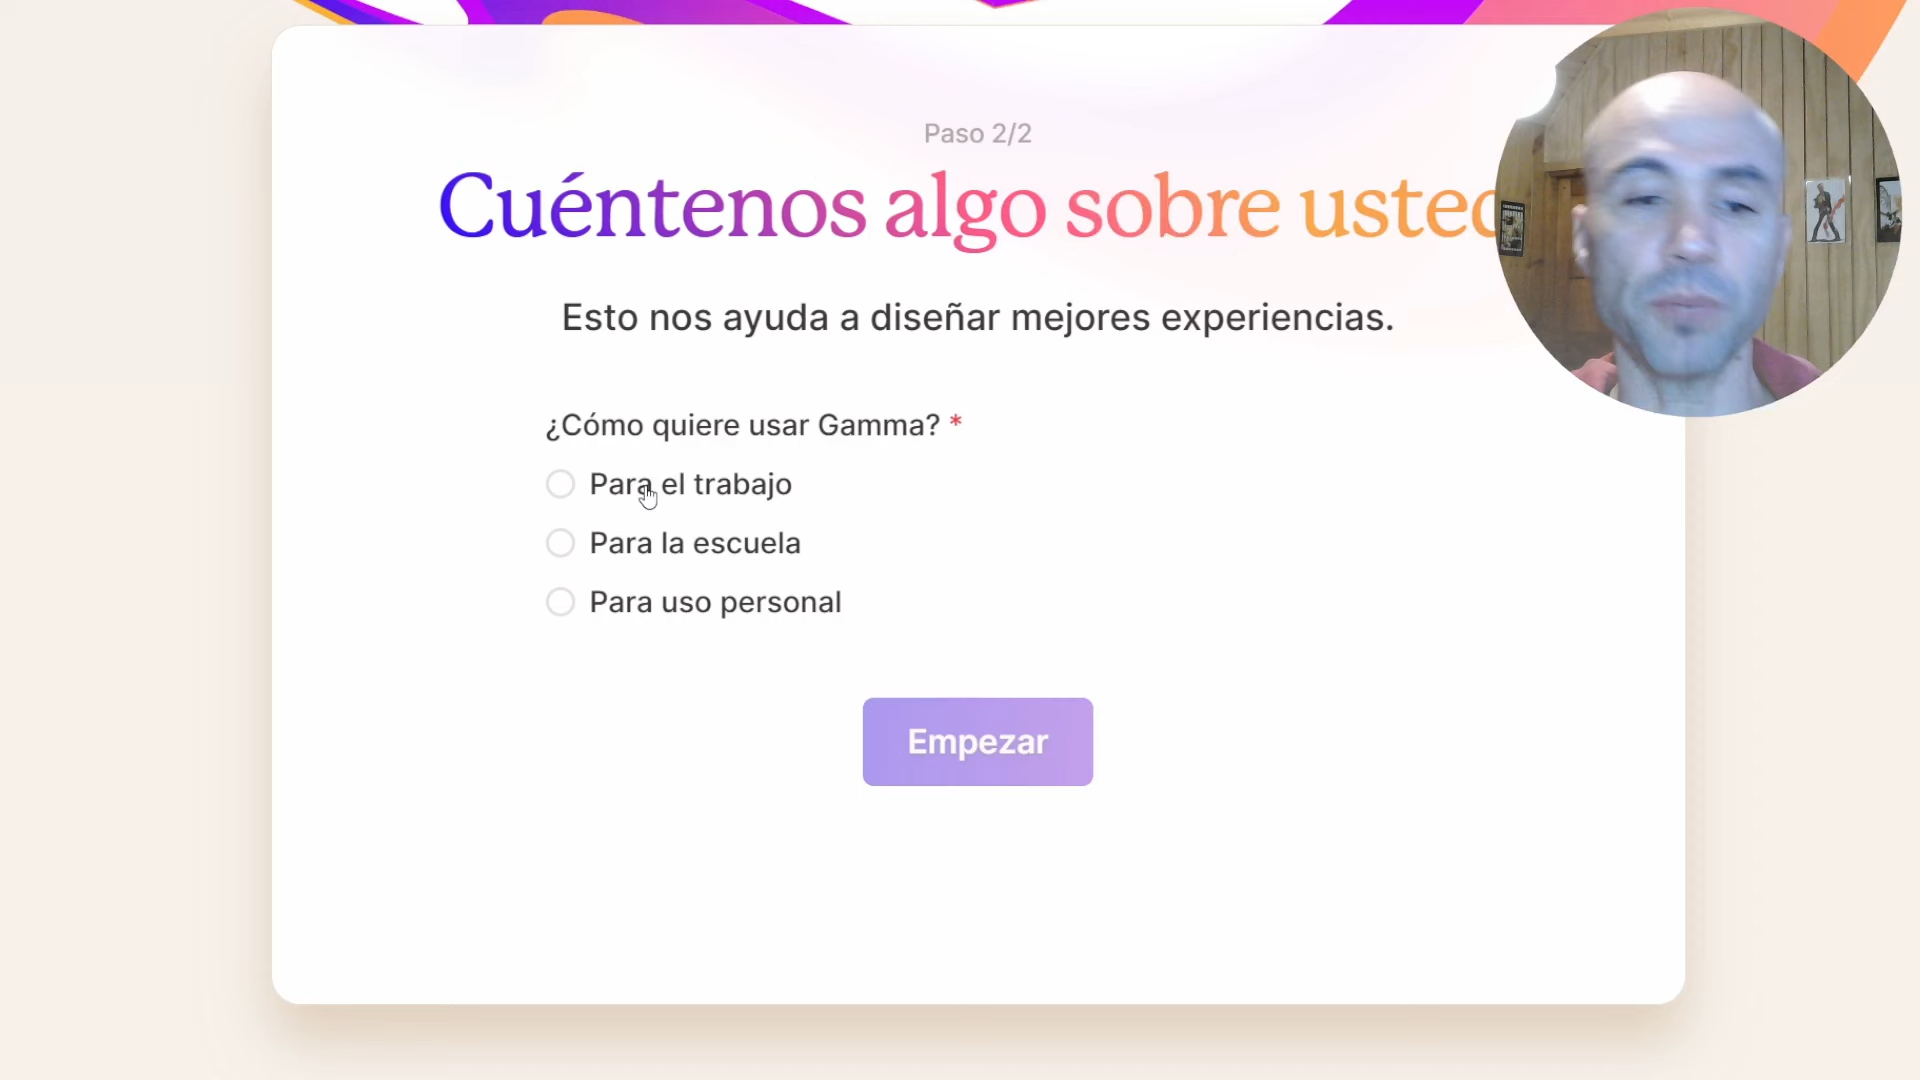 Paso 2/2
Cuéntenos algo sobre usted
Esto nos ayuda a diseñar mejores experiencias.
¿Cómo quiere usar Gamma? *
Para el trabajo
Para la escuela
Para uso personal
Empezar